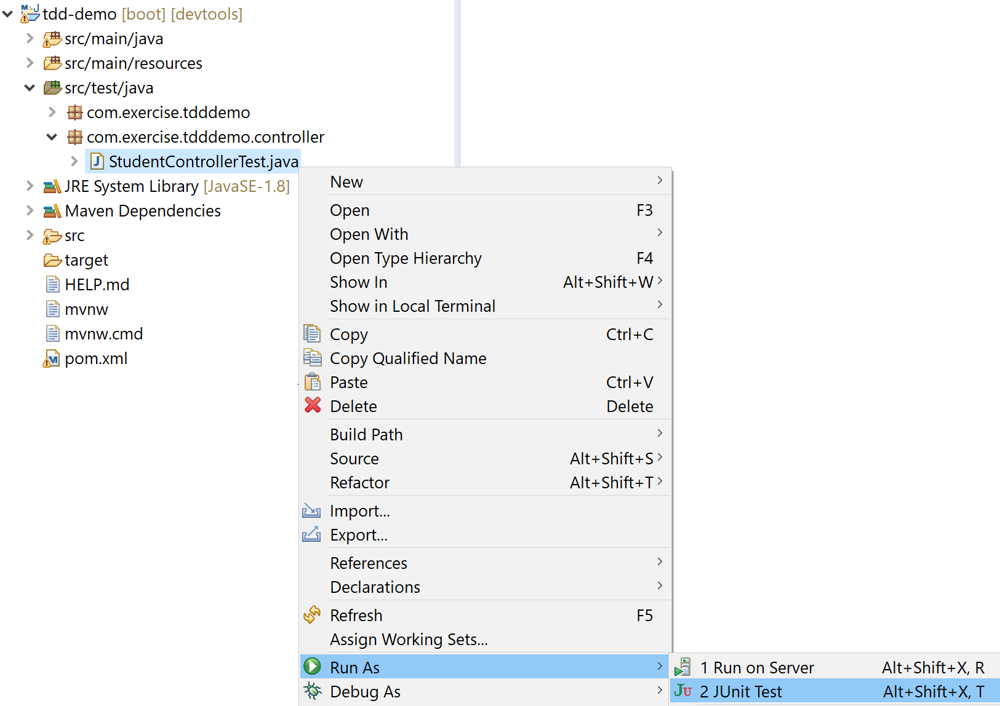 tdd-demo [boot] [devtools]
src/main/java
src/main/resources
src/test/java
com.exercise.tdddemo
com.exercise.tdddemo.controller
StudentControllerTest.java
JRE System Library [JavaSE-1.8]
Maven Dependencies
src
target
HELP.md
mvnw
mvnw.cmd
pom.xml
New
Open F3
Open With
Open Type Hierarchy F4
Show In Alt+Shift+W
Show in Local Terminal
Copy Ctrl+C
Copy Qualified Name
Paste Ctrl+V
Delete Delete
Build Path
Source Alt+Shift+S
Refactor Alt+Shift+T
Import...
Export...
References
Declarations
Refresh F5
Assign Working Sets...
Run As
Debug As
1 Run on Server Alt+Shift+X, R
2 JUnit Test Alt+Shift+X, T